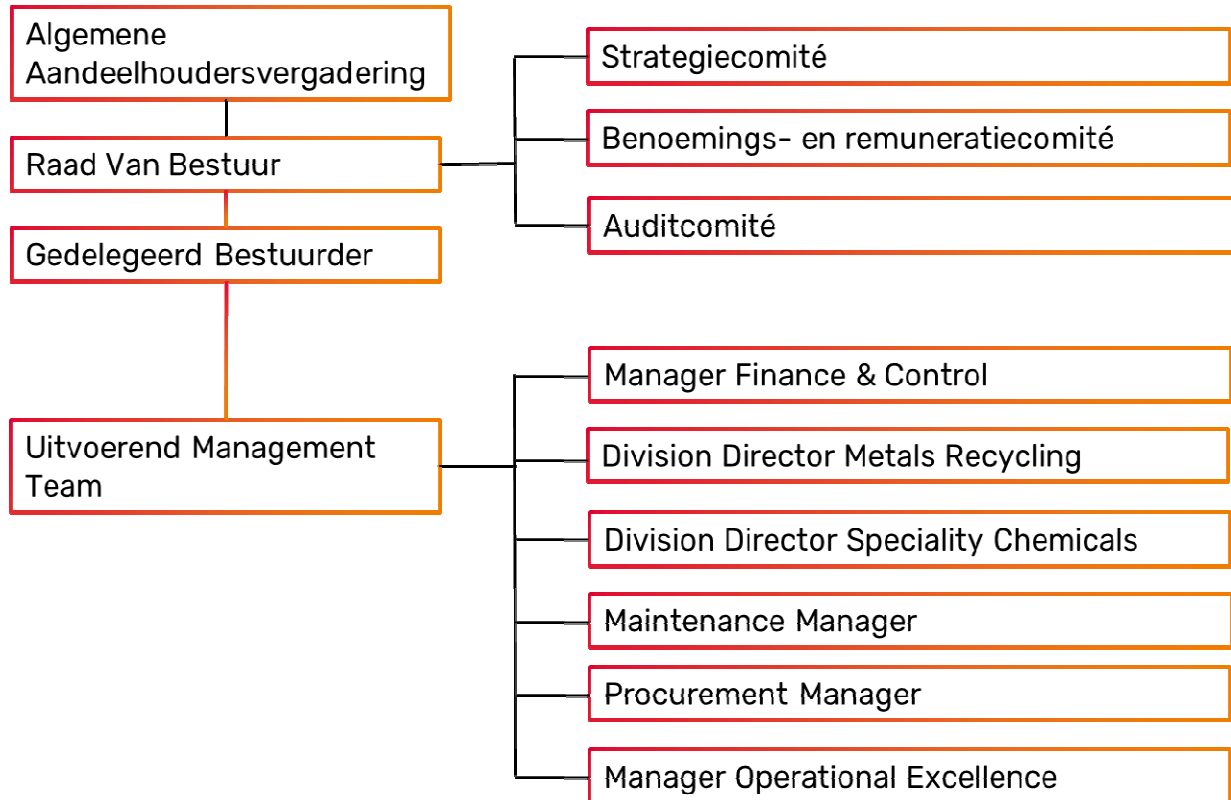 Algemene
Aandeelhoudersvergadering
Raad Van Bestuur
Gedelegeerd Bestuurder
Strategiecomité
Benoemings- en remuneratiecomité
Auditcomité
Uitvoerend Management
Team
Manager Finance & Control
Division Director Metals Recycling
Division Director Speciality Chemicals
Maintenance Manager
Procurement Manager
Manager Operational Excellence